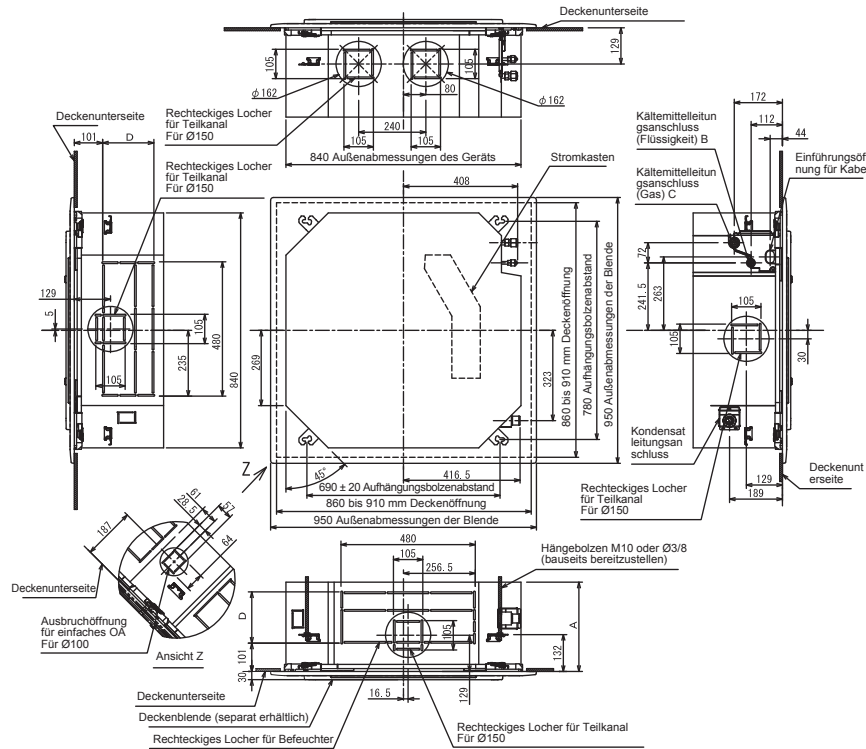 Deckenunterseite
129
105
105
ϕ162
80
ϕ162
240
105
105
840 Außenabmessungen des Geräts
Rechteckiges Locher
für Teilkanal
Für Ø150
Deckenunterseite
101
D
Rechteckiges Locher
für Teilkanal
Für Ø150
129
5
105
105
235
480
840
408
Stromkasten
269
323
860 bis 910 mm Deckenöffnung
780 Aufhängungsbolzenabstand
950 Außenabmessungen der Blende
45°
416.5
690 ± 20 Aufhängungsbolzenabstand
860 bis 910 mm Deckenöffnung
950 Außenabmessungen der Blende
Z
172
112
44
Kältemittelleitun
gsanschluss
(Flüssigkeit) B
Einführungsöf
fnung für Kabe
Kältemittelleitun
gsanschluss
(Gas) C
72
263
241.5
105
105
30
Kondensat
leitungsan
schluss
Rechteckiges Locher
für Teilkanal
Für Ø150
129
189
Deckenunt
erseite
187
61
28.5
57
64
Deckenunterseite
Ausbruchöffnung
für einfaches OA
Für Ø100
Ansicht Z
480
105
256.5
Hängebolzen M10 oder Ø3/8
(bauseits bereitzustellen)
D
101
30
105
A
132
129
16.5
Deckenunterseite
Deckenblende (separat erhältlich)
Rechteckiges Locher für Befeuchter
Rechteckiges Locher für Teilkanal
Für Ø150